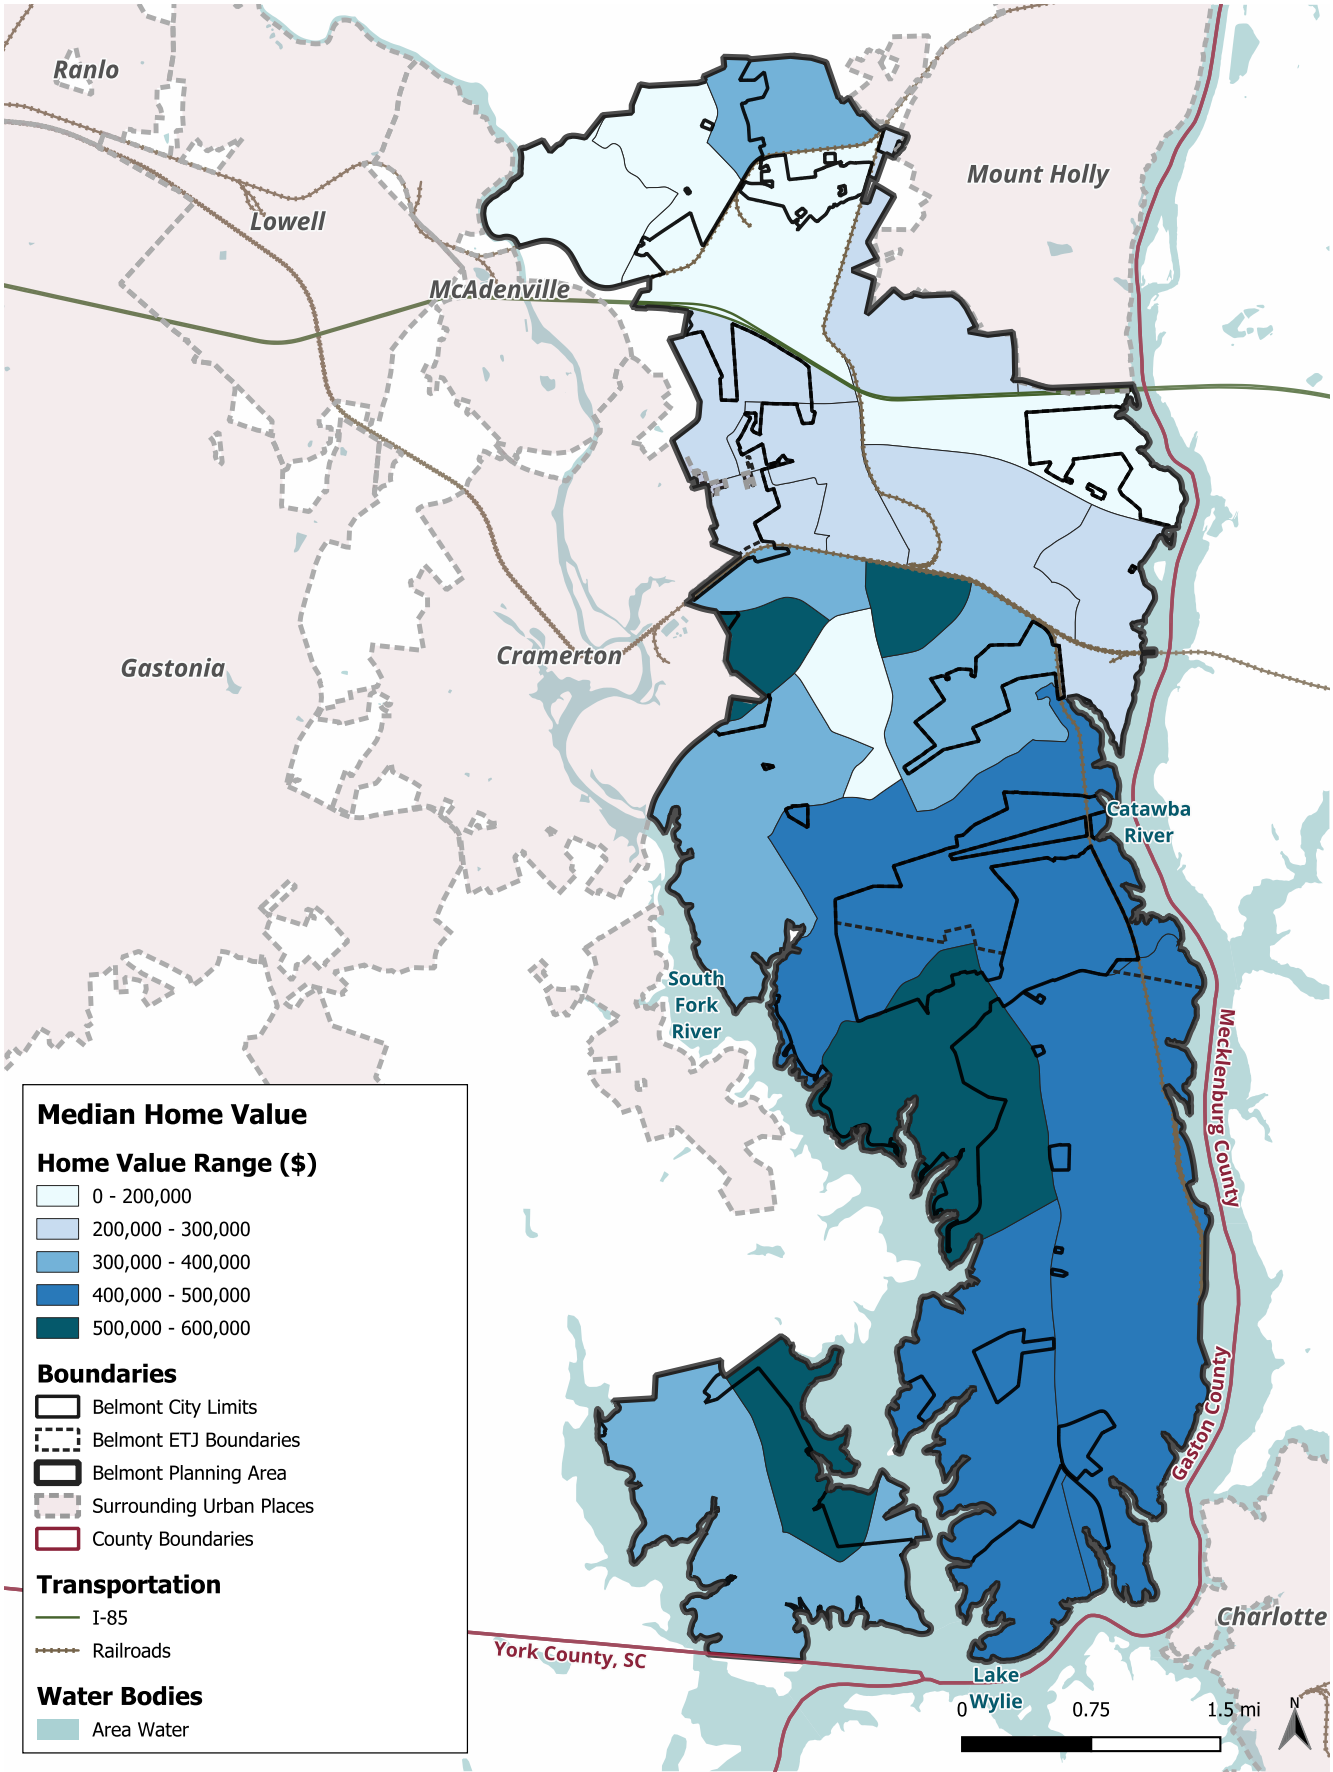 Ranlo
Mount Holly
Lowell
McAdenville
Cramerton
Gastonia
Catawba
River
South
Fork
River
Mecklenburg County
Gaston County
Median Home Value
Home Value Range ($)
0 - 200,000
200,000 - 300,000
300,000 - 400,000
400,000 - 500,000
500,000 - 600,000
Boundaries
Belmont City Limits
Belmont ETJ Boundaries
Belmont Planning Area
Surrounding Urban Places
County Boundaries
Transportation
I-85
Railroads
Water Bodies
Area Water
York County, SC
Charlotte
Lake
Wylie
0 0.75 1.5 mi
N